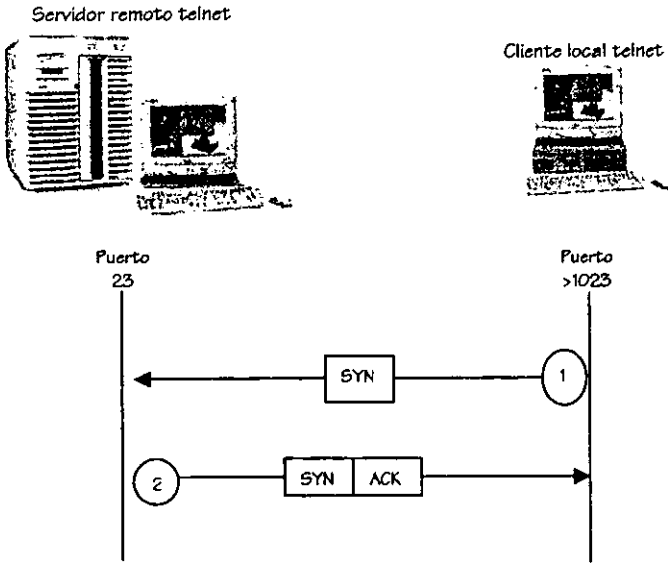 Servidor remoto telnet
Cliente local telnet
Puerto
23
Puerto
>1023
SYN
1
2
SYN ACK